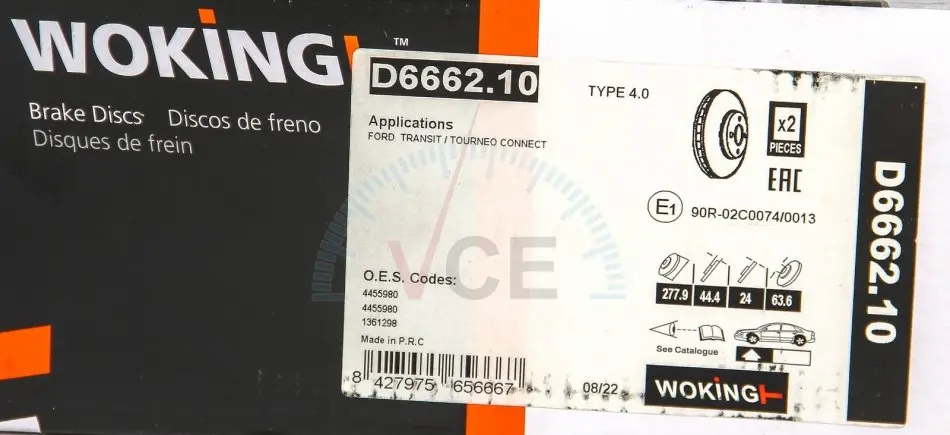 WOKING™
Brake Discs Discos de freno
Disques de frein
D6662.10
TYPE 4.0
Applications
FORD TRANSIT / TOURNEO CONNECT
x2
PIECES
EAC
E1 90R-02C0074/0013
VCE
O.E.S. Codes:
4455980
4455980
1361298
Made in P.R.C
277.9 44.4 24 63.6
See Catalogue
8 427975 656667
08/22
WOKING
D6662.10